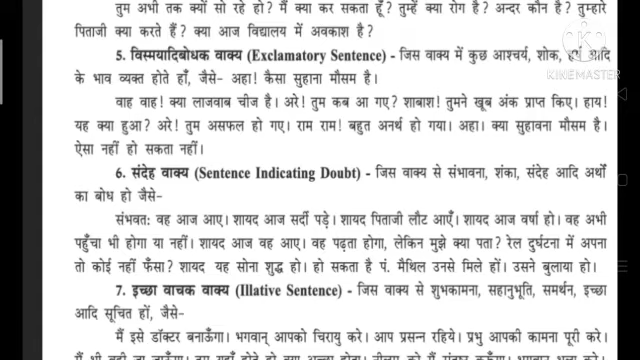 तुम अभी तक क्यों सो रहे हो? मैं क्या कर सकता हूँ? तुम्हें क्या रोग है? अन्दर कौन है? तुम्हारे
पिताजी क्या करते हैं? क्या आज विद्यालय में अवकाश है?
5. विस्मयादिबोधक वाक्य (Exclamatory Sentence) - जिस वाक्य में कुछ आश्चर्य, शोक, हर्ष आदि
के भाव व्यक्त होते हों, जैसे- अहा! कैसा सुहाना मौसम है।
वाह वाह! क्या लाजवाब चीज है। अरे! तुम कब आ गए? शाबाश! तुमने खूब अंक प्राप्त किए। हाय!
यह क्या हुआ? अरे! तुम असफल हो गए। राम राम! बहुत अनर्थ हो गया। अहा। क्या सुहावना मौसम है।
ऐसा नहीं हो सकता नहीं।
6. संदेह वाक्य (Sentence Indicating Doubt) - जिस वाक्य से संभावना, शंका, संदेह आदि अर्थों
का बोध हो जैसे-
संभवतः वह आज आए। शायद आज सर्दी पड़े। शायद पिताजी लौट आएँ। शायद आज वर्षा हो। वह अभी
पहुँचा भी होगा या नहीं। शायद आज वह आए। वह पढ़ता होगा, लेकिन मुझे क्या पता? रेल दुर्घटना में अपना
तो कोई नहीं फँसा? शायद यह सोना शुद्ध हो। हो सकता है पं. मैथिल उनसे मिले हों। उसने बुलाया हो।
7. इच्छा वाचक वाक्य (Illative Sentence) - जिस वाक्य से शुभकामना, सहानुभूति, समर्थन, इच्छा
आदि सूचित हों, जैसे-
मैं इसे डॉक्टर बनाऊँगा। भगवान् आपको चिरायु करे। आप प्रसन्न रहिये। प्रभु आपकी कामना पूरी करे।
KINEMASTER